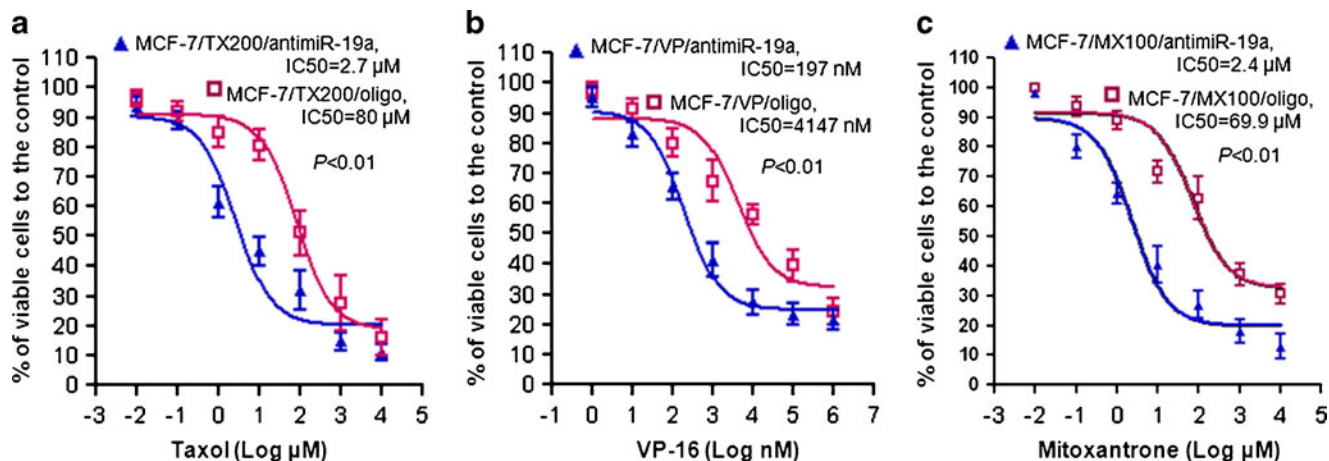 a
MCF-7/TX200/antimiR-19a,
IC50=2.7 µM
MCF-7/TX200/oligo,
IC50=80 µM
% of viable cells to the control
110
100
90
80
70
60
50
40
30
20
10
0
-3 -2 -1 0 1 2 3 4 5
Taxol (Log µM)
b
MCF-7/VP/antimiR-19a,
IC50=197 nM
MCF-7/VP/oligo,
IC50=4147 nM
P<0.01
% of viable cells to the control
110
100
90
80
70
60
50
40
30
20
10
0
-1 0 1 2 3 4 5 6 7
VP-16 (Log nM)
c
MCF-7/MX100/antimiR-19a,
IC50=2.4 µM
MCF-7/MX100/oligo,
IC50=69.9 µM
P<0.01
% of viable cells to the control
110
100
90
80
70
60
50
40
30
20
10
0
-3 -2 -1 0 1 2 3 4 5
Mitoxantrone (Log µM)